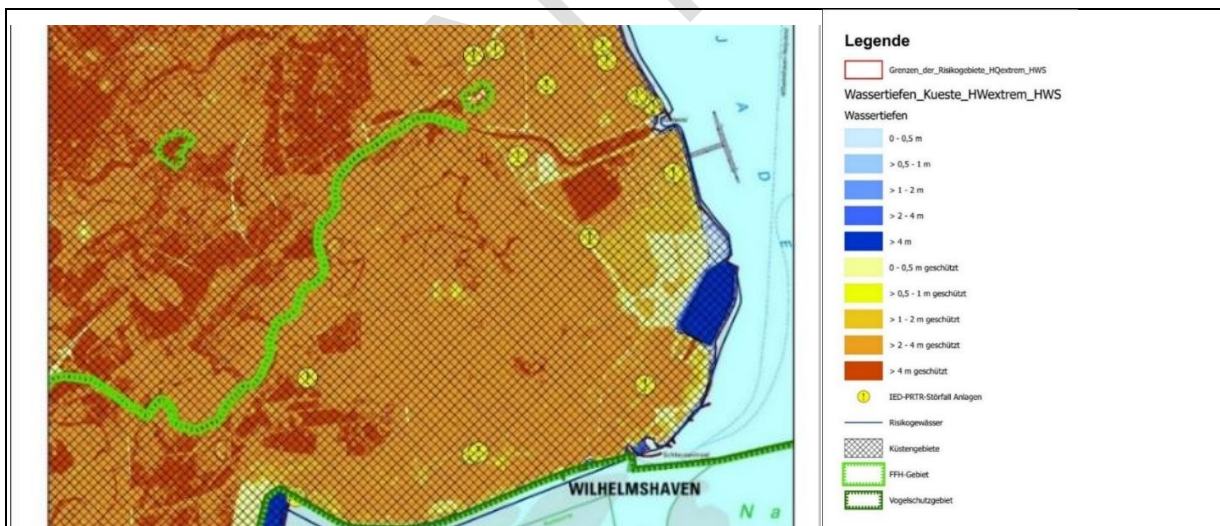 J
A
D
E
WILHELMSHAVEN
N a
Legende
Grenzen_der_Risikogebiete_HQextrem_HWS
Wassertiefen_Kueste_HWextrem_HWS
Wassertiefen
0 - 0,5 m
> 0,5 - 1 m
> 1 - 2 m
> 2 - 4 m
> 4 m
0 - 0,5 m geschützt
> 0,5 - 1 m geschützt
> 1 - 2 m geschützt
> 2 - 4 m geschützt
> 4 m geschützt
IED-PRTR-Störfall Anlagen
Risikogewässer
Küstengebiete
FFH-Gebiet
Vogelschutzgebiet